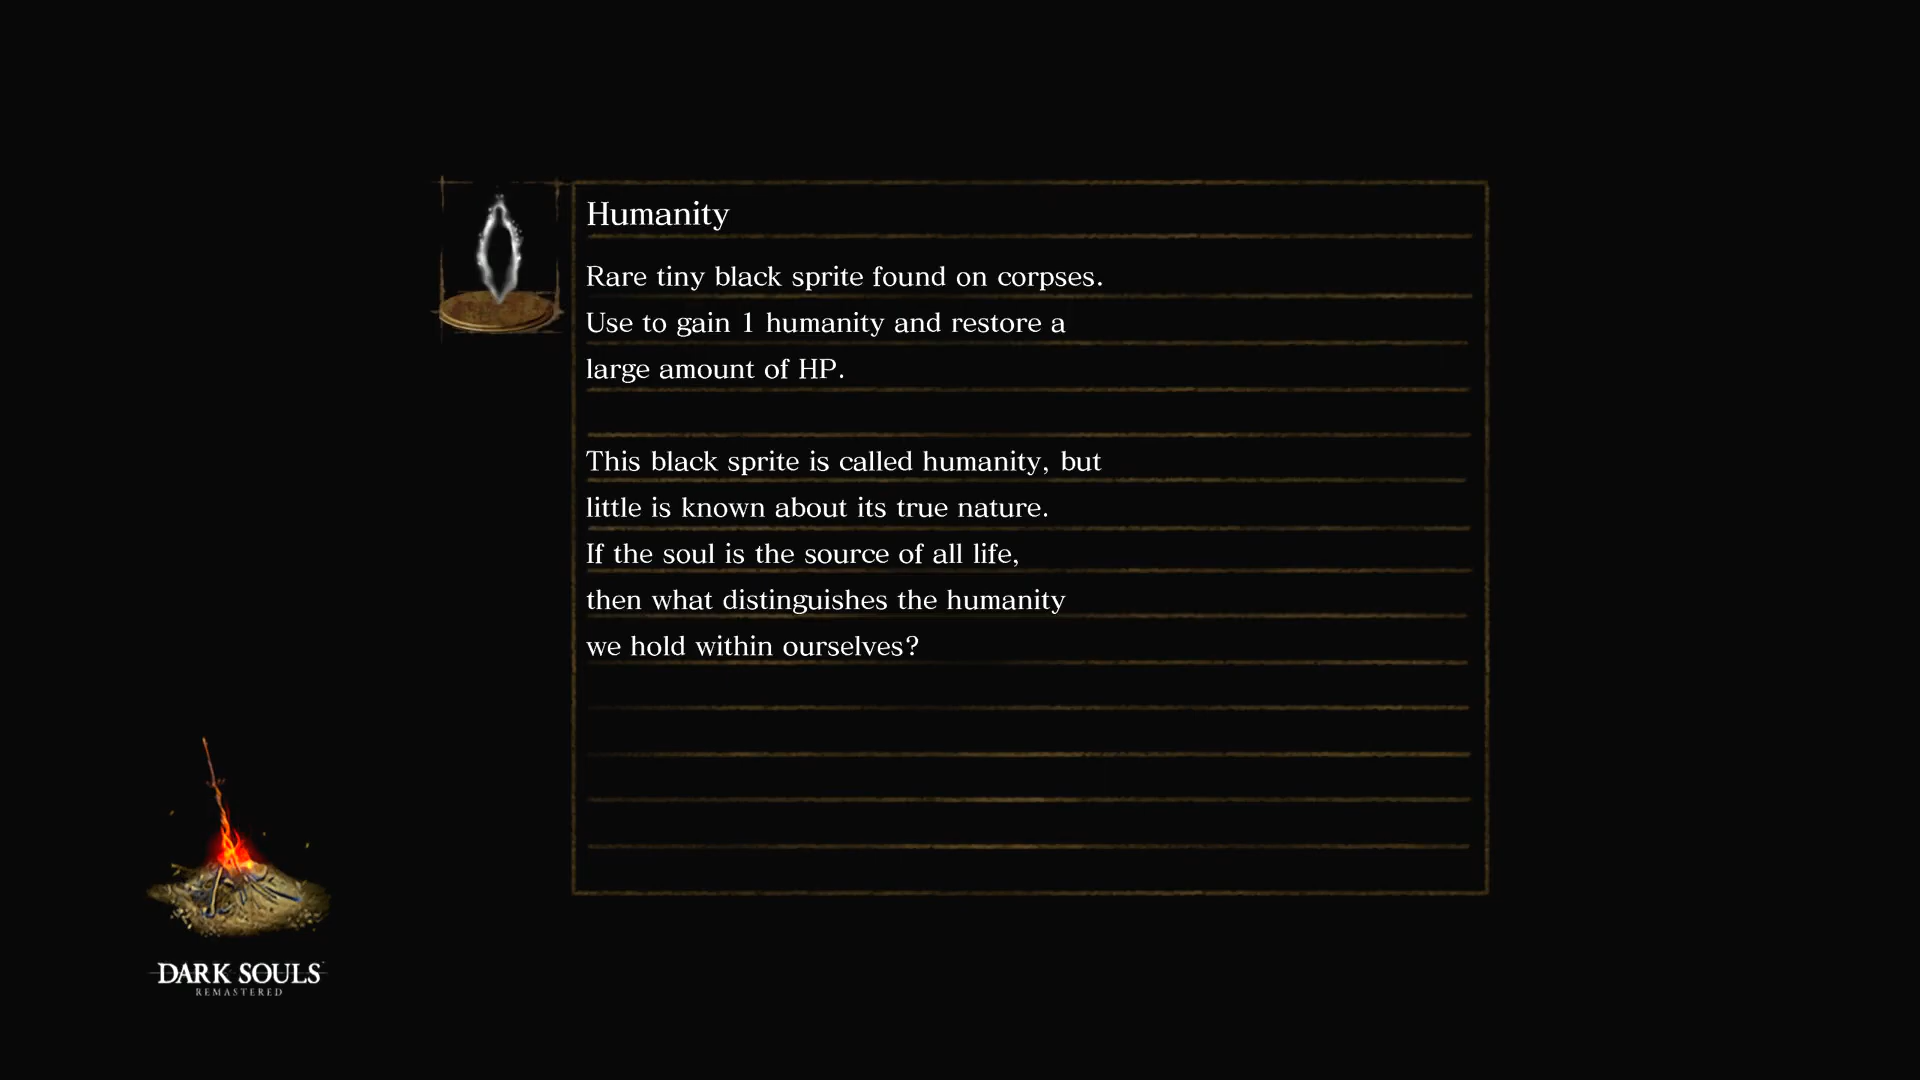 Humanity
Rare tiny black sprite found on corpses.
Use to gain 1 humanity and restore a
large amount of HP.
This black sprite is called humanity, but
little is known about its true nature.
If the soul is the source of all life,
then what distinguishes the humanity
we hold within ourselves?
DARK SOULS
REMASTERED